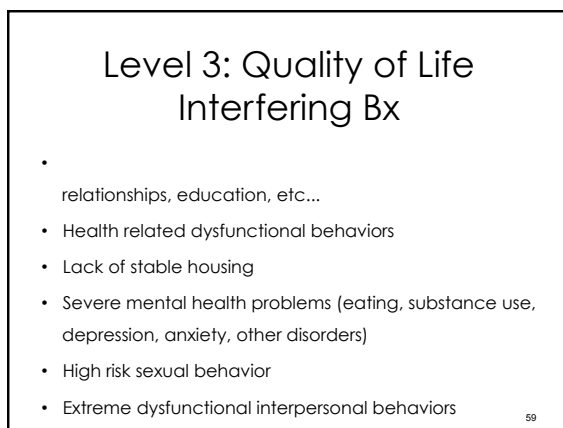 Level 3: Quality of Life
Interfering Bx
•
relationships, education, etc...
• Health related dysfunctional behaviors
• Lack of stable housing
• Severe mental health problems (eating, substance use,
depression, anxiety, other disorders)
• High risk sexual behavior
• Extreme dysfunctional interpersonal behaviors
59